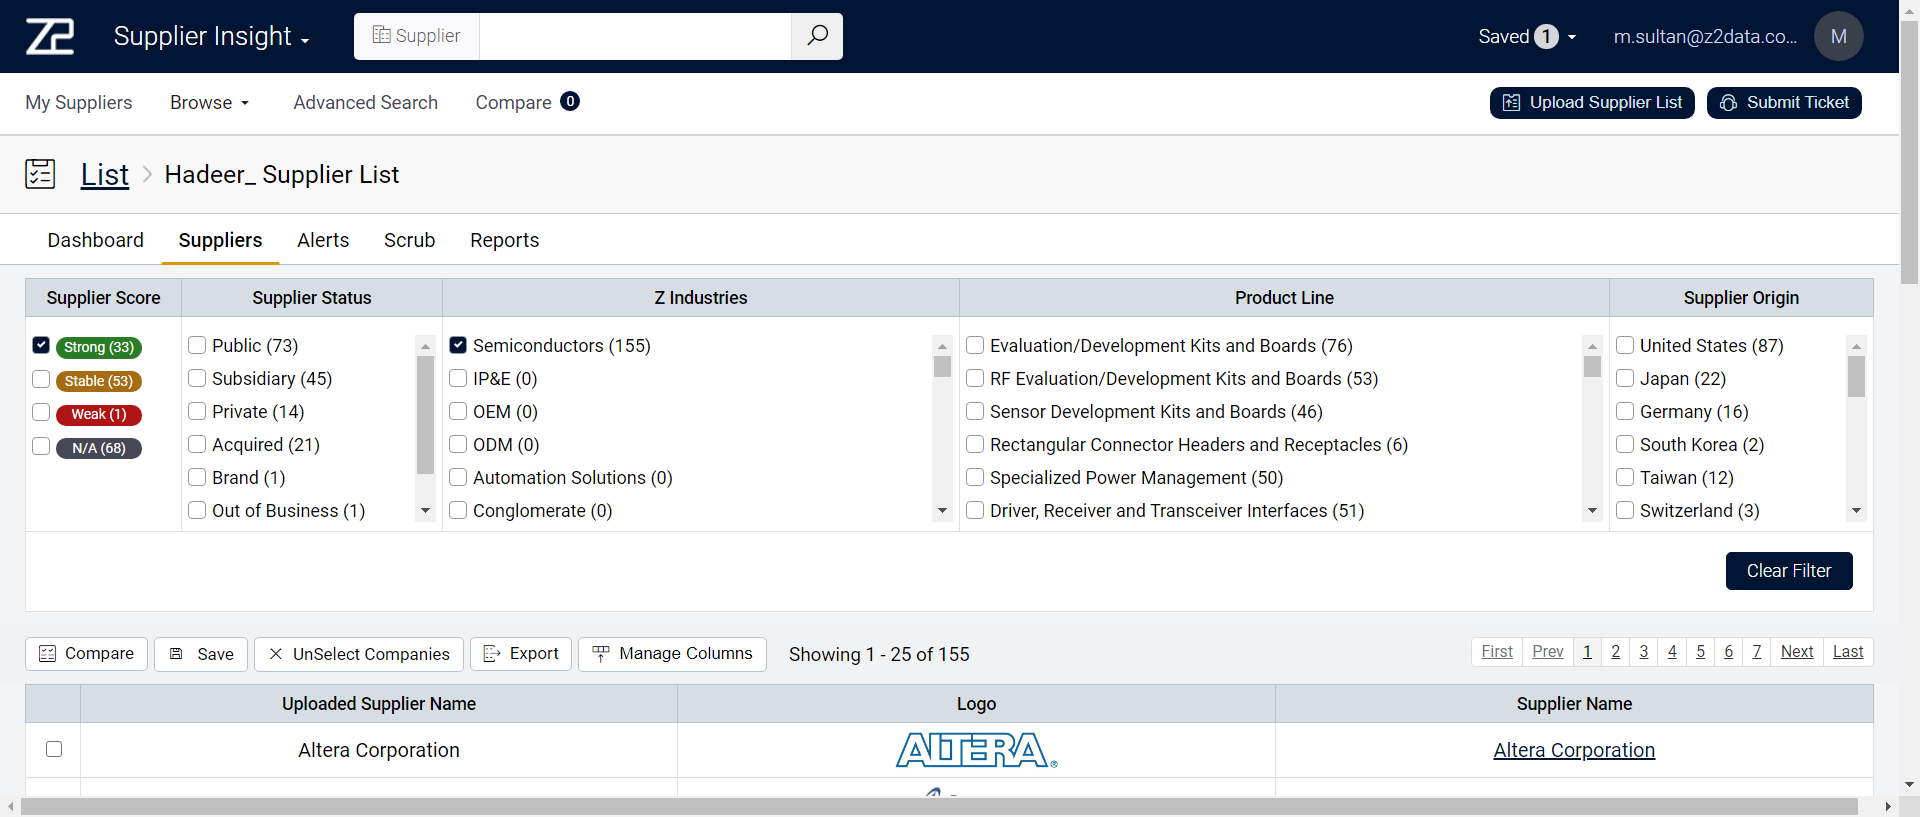 Z2 Supplier Insight Supplier Saved 1 m.sultan@z2data.co... M
My Suppliers Browse Advanced Search Compare 0 Upload Supplier List Submit Ticket
List > Hadeer_ Supplier List
Dashboard Suppliers Alerts Scrub Reports
Supplier Score Supplier Status Z Industries Product Line Supplier Origin
Strong (33) Public (73) Semiconductors (155) Evaluation/Development Kits and Boards (76) United States (87)
Stable (53) Subsidiary (45) IP&E (0) RF Evaluation/Development Kits and Boards (53) Japan (22)
Weak (1) Private (14) OEM (0) Sensor Development Kits and Boards (46) Germany (16)
N/A (68) Acquired (21) ODM (0) Rectangular Connector Headers and Receptacles (6) South Korea (2)
Brand (1) Automation Solutions (0) Specialized Power Management (50) Taiwan (12)
Out of Business (1) Conglomerate (0) Driver, Receiver and Transceiver Interfaces (51) Switzerland (3)
Clear Filter
Compare Save UnSelect Companies Export Manage Columns Showing 1 - 25 of 155 First Prev 1 2 3 4 5 6 7 Next Last
Uploaded Supplier Name Logo Supplier Name
Altera Corporation ALTERA® Altera Corporation